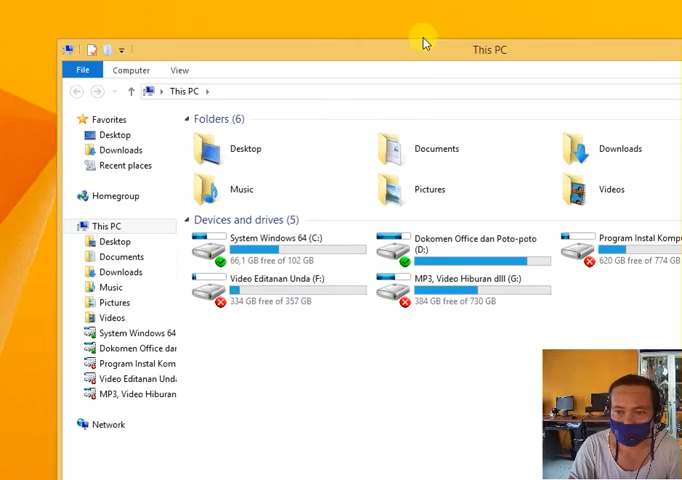 This PC
File Computer View
This PC
Favorites
Desktop
Downloads
Recent places
Homegroup
This PC
Desktop
Documents
Downloads
Music
Pictures
Videos
System Windows 64
Dokomen Office dan
Program Instal Kom
Video Editanan Unda
MP3, Video Hiburan
Network
Folders (6)
Desktop Documents Downloads
Music Pictures Videos
Devices and drives (5)
System Windows 64 (C:)
66,1 GB free of 102 GB
Dokomen Office dan Poto-poto
(D:)
Program Instal Kompu
620 GB free of 774 GB
Video Editanan Unda (F:)
334 GB free of 357 GB
MP3, Video Hiburan dlll (G:)
384 GB free of 730 GB